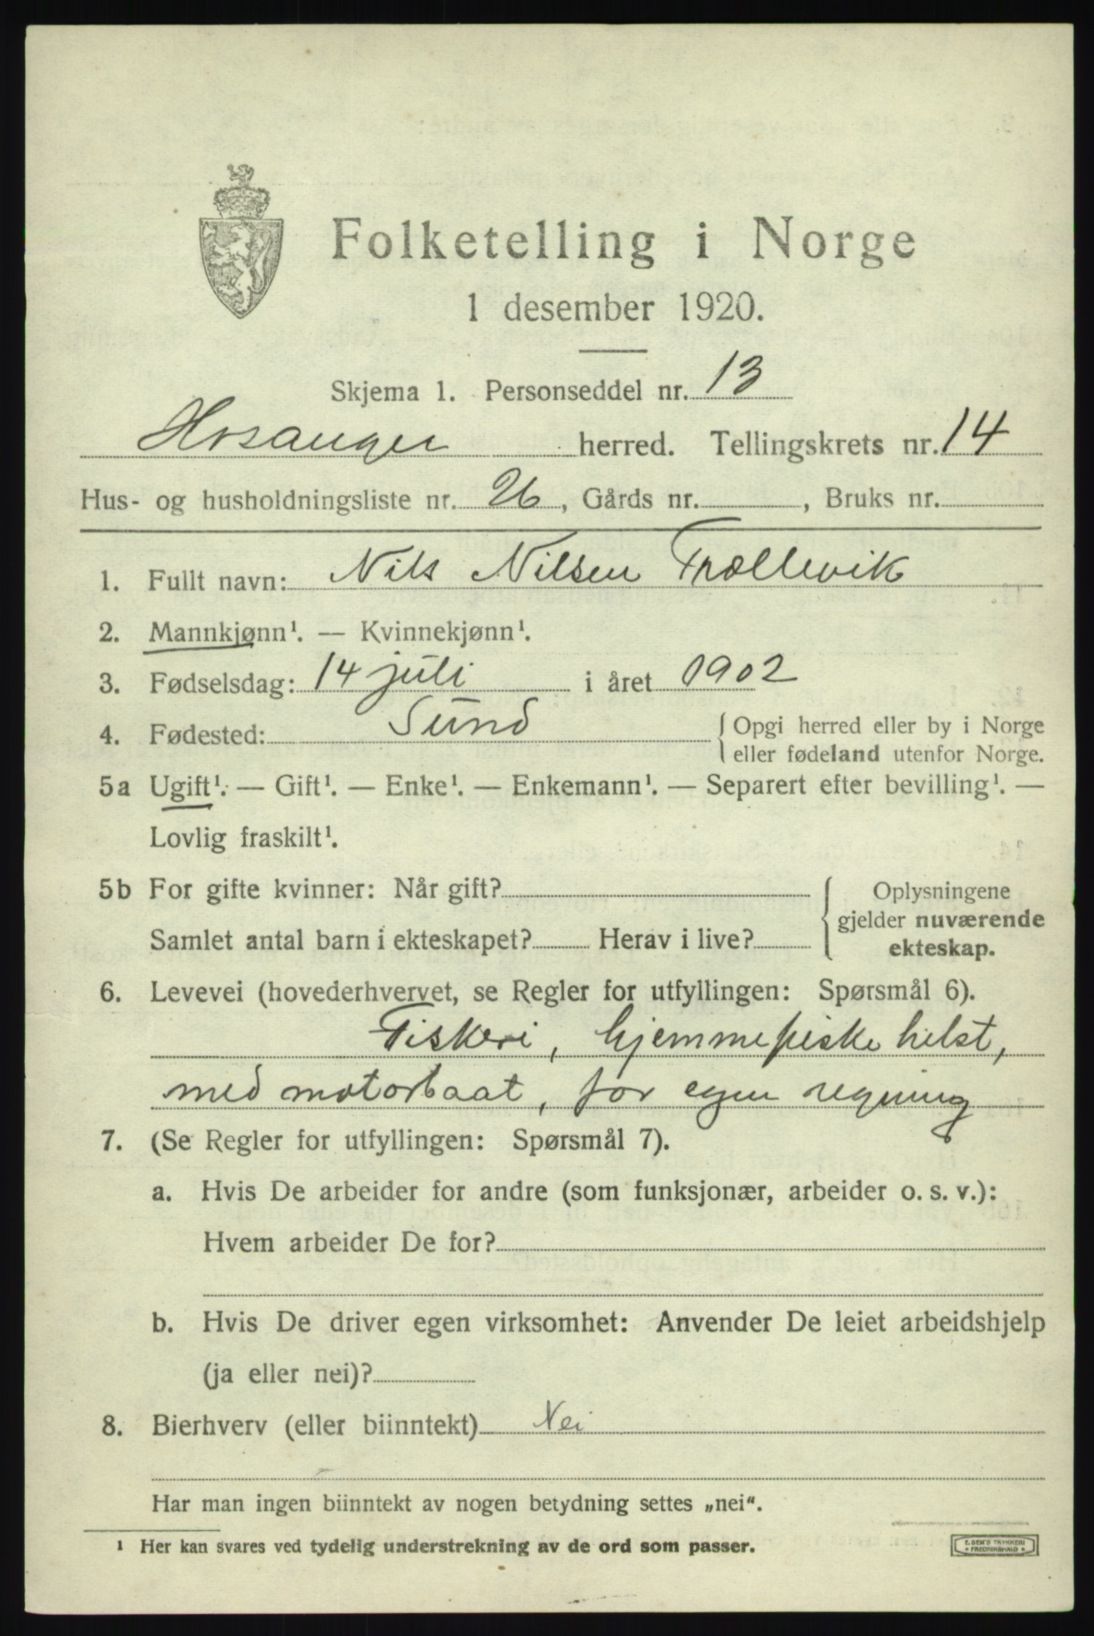 Folketelling i Norge
1 desember 1920.
Skjema 1. Personseddel nr. 13
Hosanger herred. Tellingskrets nr. 14
Hus- og husholdningsliste nr. 26, Gårds nr. , Bruks nr.
1. Fullt navn: Nils Nilsen Trællevik
2. Mannkjønn¹. — Kvinnekjønn¹.
3. Fødselsdag: 14 juli i året 1902
4. Fødested: Sund { Opgi herred eller by i Norge
eller fødeland utenfor Norge.
5a Ugift¹. — Gift¹. — Enke¹. — Enkemann¹. — Separert efter bevilling¹. —
Lovlig fraskilt¹.
5b For gifte kvinner: Når gift?
Samlet antal barn i ekteskapet? Herav i live?
{ Oplysningene
gjelder nuværende
ekteskap.
6. Levevei (hovederhvervet, se Regler for utfyllingen: Spørsmål 6).
Fiskeri, hjemmefiske helst,
med motorbaat, for egen regning
7. (Se Regler for utfyllingen: Spørsmål 7).
a. Hvis De arbeider for andre (som funksjonær, arbeider o. s. v.):
Hvem arbeider De for?
b. Hvis De driver egen virksomhet: Anvender De leiet arbeidshjelp
(ja eller nei)?
8. Bierhverv (eller biinntekt) Nei
Har man ingen biinntekt av nogen betydning settes „nei“.
¹ Her kan svares ved tydelig understrekning av de ord som passer.